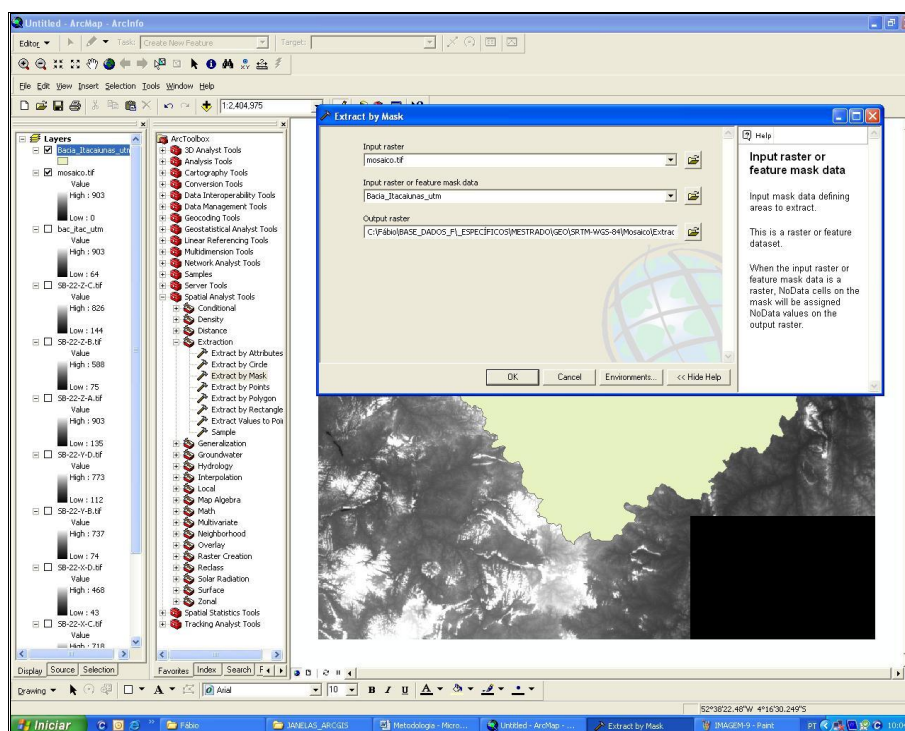 Untitled - ArcMap - ArcInfo
Editor Task: Create New Feature Target:
File Edit View Insert Selection Tools Window Help
1:2,404,975
Layers
Bacia_Itacaiunas_utm
mosaico.tif
Value
High : 903
Low : 0
bac_itac_utm
Value
High : 903
Low : 64
SB-22-Z-C.tif
Value
High : 826
Low : 144
SB-22-Z-B.tif
Value
High : 588
Low : 75
SB-22-Z-A.tif
Value
High : 903
Low : 135
SB-22-Y-D.tif
Value
High : 773
Low : 112
SB-22-Y-B.tif
Value
High : 737
Low : 74
SB-22-X-D.tif
Value
High : 468
Low : 43
SB-22-X-C.tif
Value
High : 718
Display Source Selection
ArcToolbox
3D Analyst Tools
Analysis Tools
Cartography Tools
Conversion Tools
Data Interoperability Tools
Data Management Tools
Geocoding Tools
Geostatistical Analyst Tools
Linear Referencing Tools
Multidimension Tools
Network Analyst Tools
Samples
Server Tools
Spatial Analyst Tools
Conditional
Density
Distance
Extraction
Extract by Attributes
Extract by Circle
Extract by Mask
Extract by Points
Extract by Polygon
Extract by Rectangle
Extract Values to Poi
Sample
Generalization
Groundwater
Hydrology
Interpolation
Local
Map Algebra
Math
Multivariate
Neighborhood
Overlay
Raster Creation
Reclass
Solar Radiation
Surface
Zonal
Spatial Statistics Tools
Tracking Analyst Tools
Favorites Index Search F
Extract by Mask
Input raster
mosaico.tif
Input raster or feature mask data
Bacia_Itacaiunas_utm
Output raster
C:\Fábio\BASE_DADOS_F\_ESPECÍFICOS\MESTRADO\GEO\SRTM-WGS-84\Mosaico\Extrac
OK Cancel Environments... << Hide Help
Help
Input raster or
feature mask data
Input mask data defining
areas to extract.
This is a raster or feature
dataset.
When the input raster or
feature mask data is a
raster, NoData cells on the
mask will be assigned
NoData values on the
output raster.
Drawing Arial 10 B I U A
52°38'22.48"W 4°16'30.249"S
Iniciar Fábio JANELAS_ARCGIS Metodologia - Micro... Untitled - ArcMap - ... Extract by Mask IMAGEM-9 - Paint PT